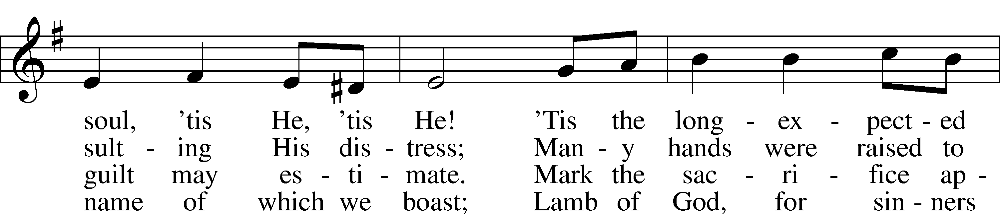 soul, ’tis He, ’tis He! ’Tis the long - ex - pect - ed
sult - ing His dis - tress; Man - y hands were raised to
guilt may es - ti - mate. Mark the sac - ri - fice ap -
name of which we boast; Lamb of God, for sin - ners